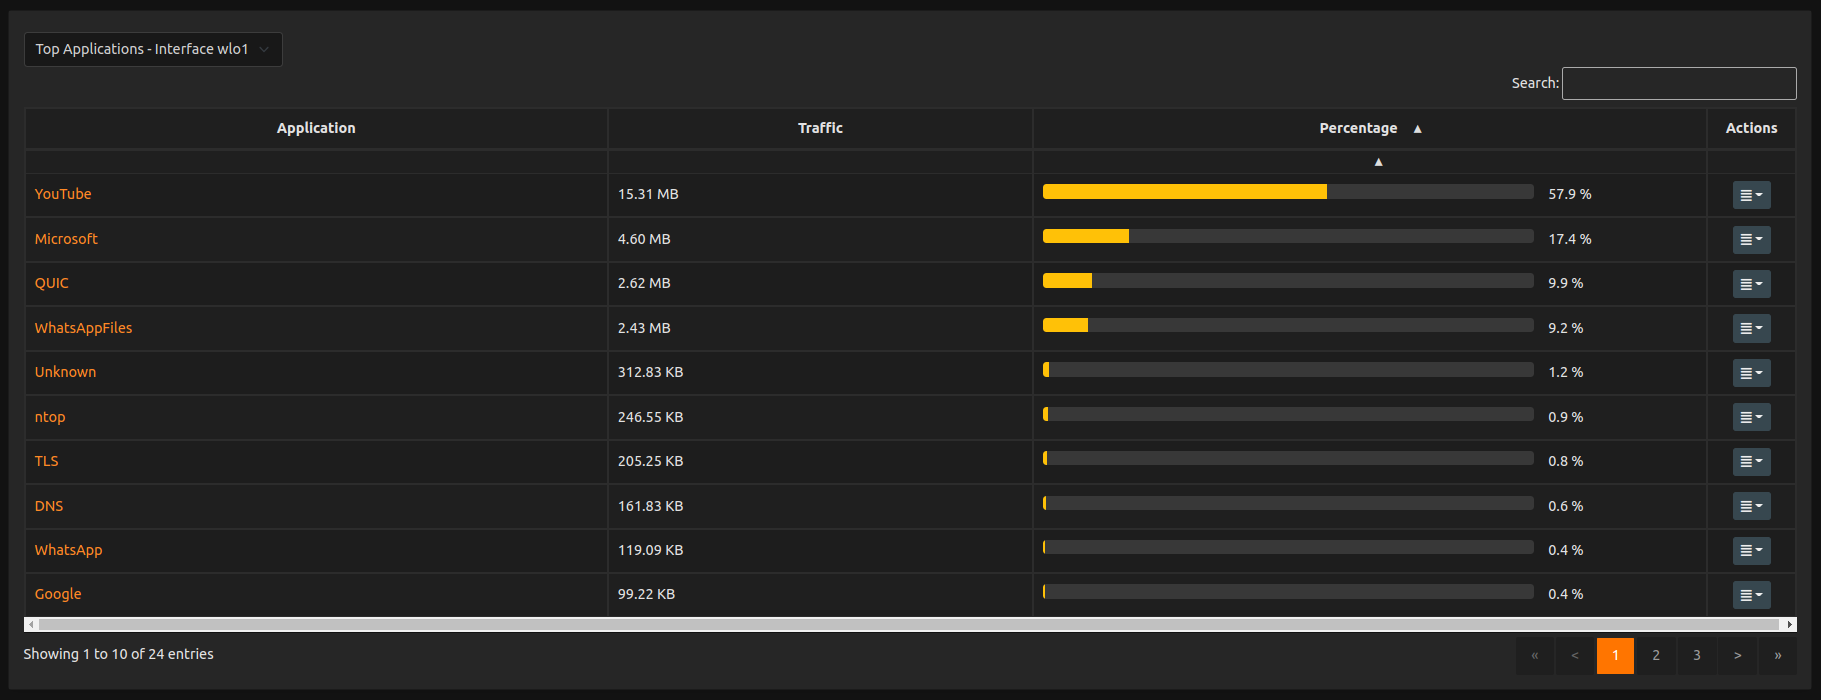 Top Applications - Interface wlo1
Search:
Application Traffic Percentage ▲ Actions
▲
YouTube 15.31 MB 57.9 %
Microsoft 4.60 MB 17.4 %
QUIC 2.62 MB 9.9 %
WhatsAppFiles 2.43 MB 9.2 %
Unknown 312.83 KB 1.2 %
ntop 246.55 KB 0.9 %
TLS 205.25 KB 0.8 %
DNS 161.83 KB 0.6 %
WhatsApp 119.09 KB 0.4 %
Google 99.22 KB 0.4 %
Showing 1 to 10 of 24 entries
« < 1 2 3 > »